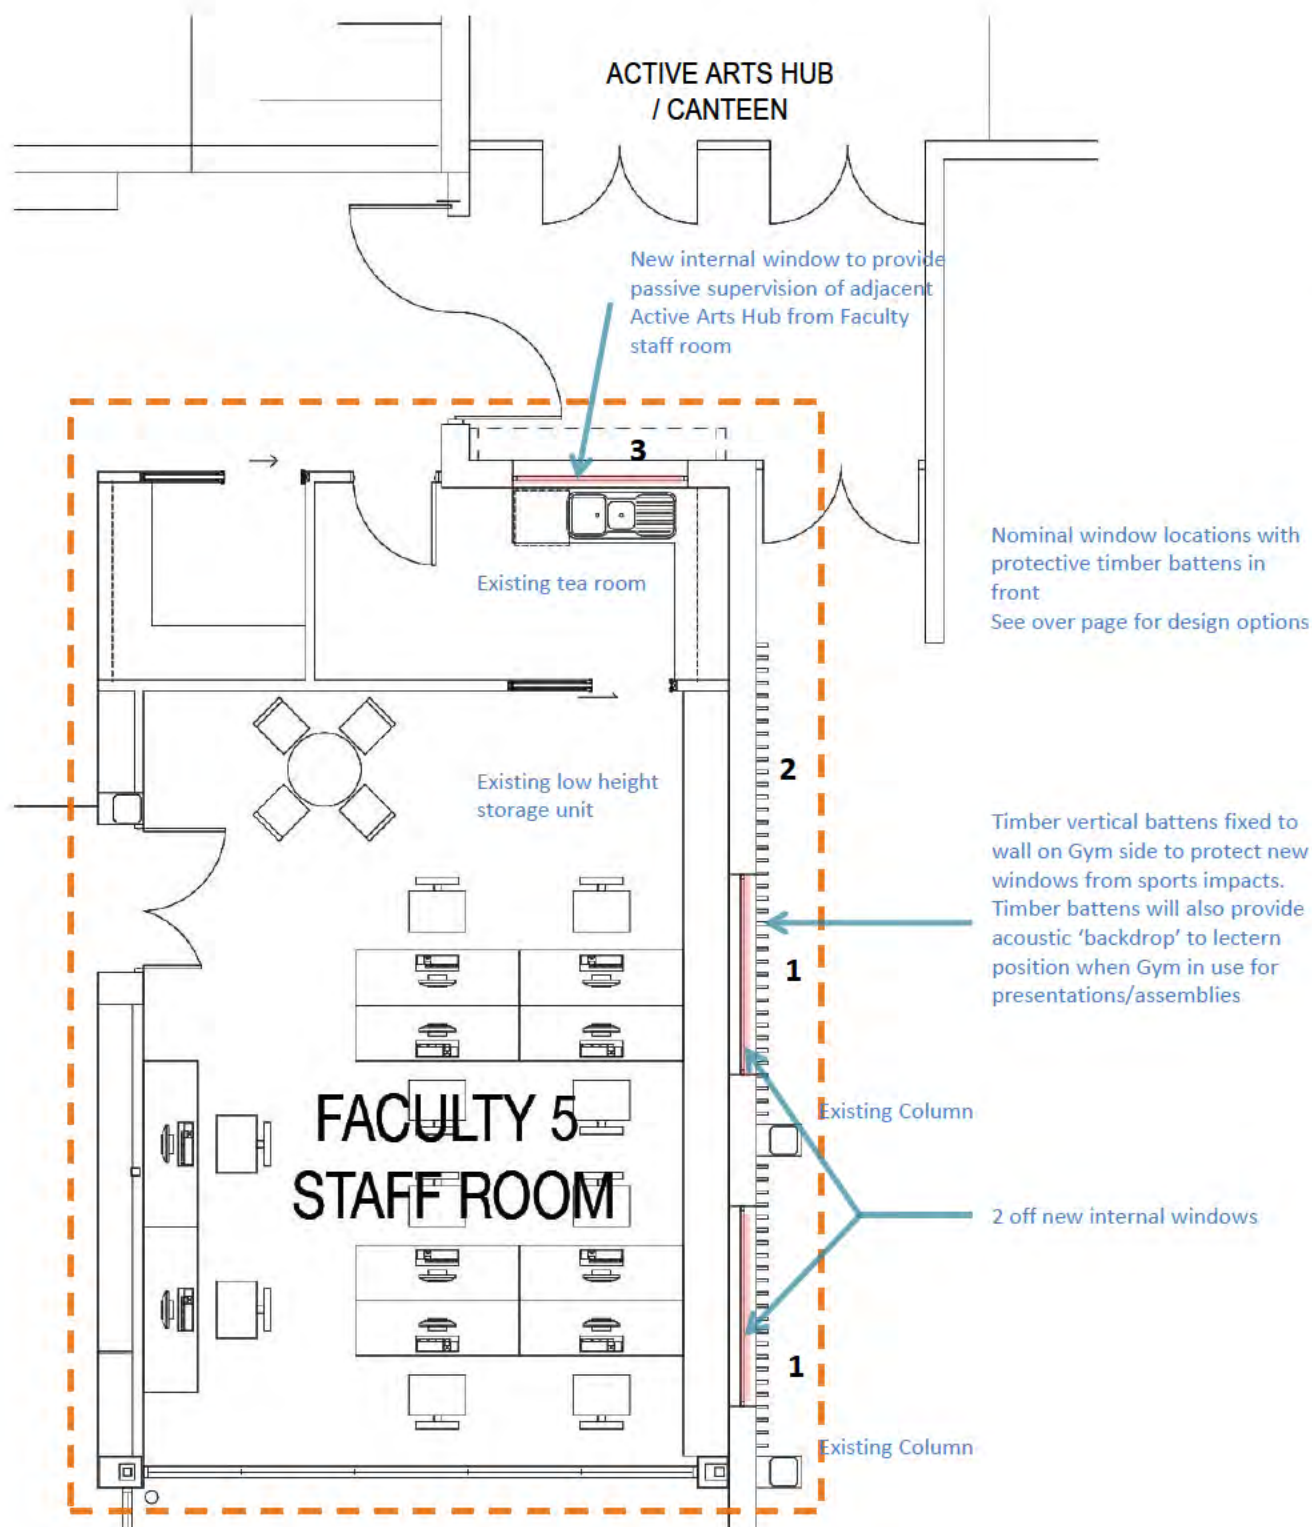 ACTIVE ARTS HUB
/ CANTEEN
New internal window to provide
passive supervision of adjacent
Active Arts Hub from Faculty
staff room
3
Nominal window locations with
protective timber battens in
front
See over page for design options
Existing tea room
2
Existing low height
storage unit
Timber vertical battens fixed to
wall on Gym side to protect new
windows from sports impacts.
Timber battens will also provide
acoustic ‘backdrop’ to lectern
position when Gym in use for
presentations/assemblies
1
FACULTY 5
STAFF ROOM
Existing Column
2 off new internal windows
1
Existing Column